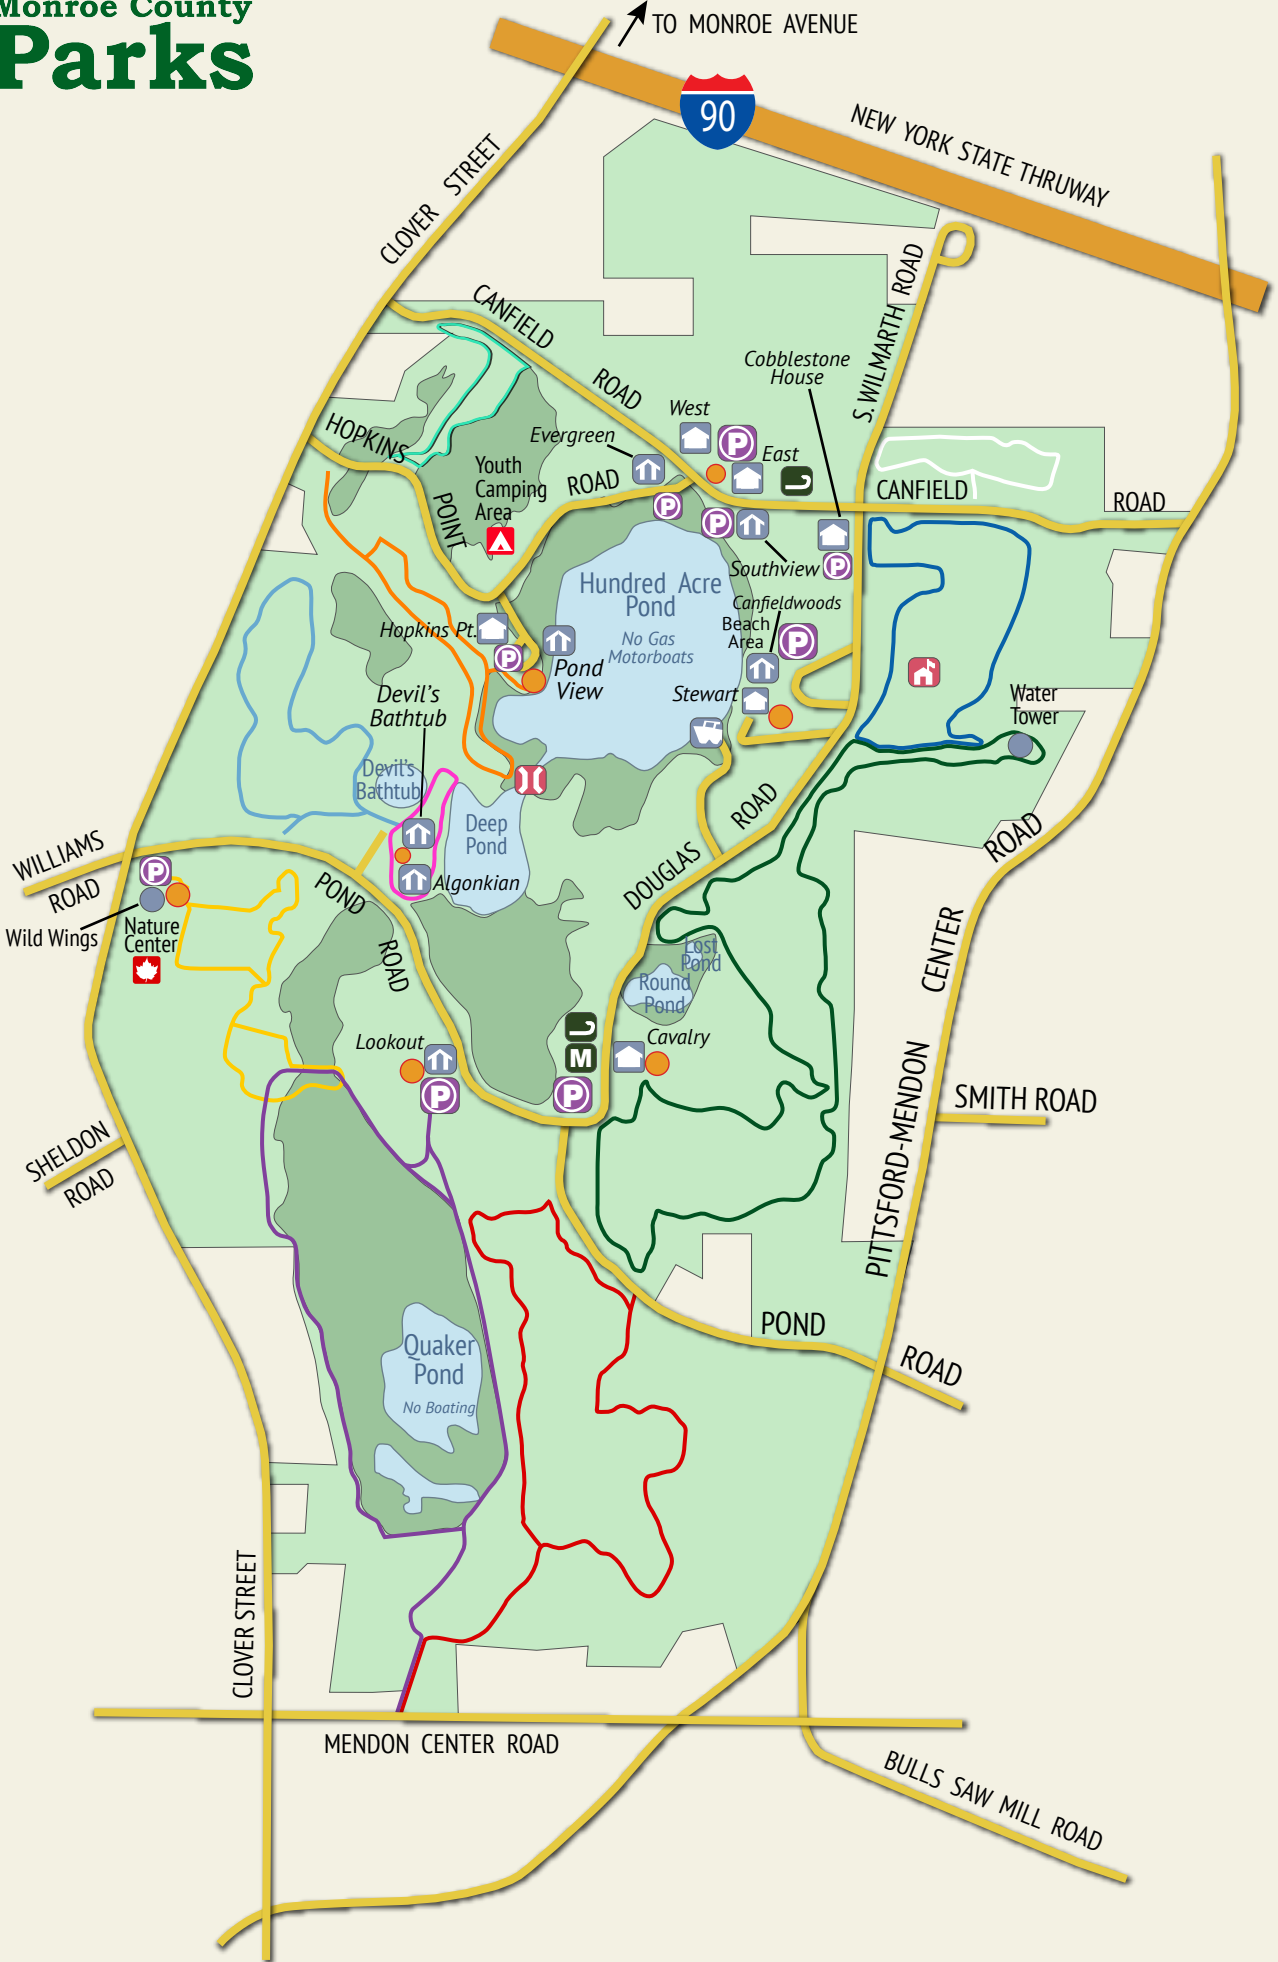 Monroe County
Parks
TO MONROE AVENUE
90
NEW YORK STATE THRUWAY
CLOVER STREET
CANFIELD
ROAD
S. WILMARTH ROAD
Cobblestone
House
West
P
East
Evergreen
HOPKINS
POINT
ROAD
Youth
Camping
Area
CANFIELD
ROAD
P
P
Southview
P
Hundred Acre
Pond
No Gas
Motorboats
Canfieldwoods
Beach
Area
P
Hopkins Pt.
P
Pond
View
Stewart
Water
Tower
Devil's
Bathtub
Devil's
Bathtub
Deep
Pond
Algonkian
DOUGLAS
ROAD
WILLIAMS
ROAD
P
Wild Wings
Nature
Center
POND
ROAD
Lost
Pond
Round
Pond
Cavalry
M
P
Lookout
P
PITTSFORD-MENDON
CENTER
ROAD
SMITH ROAD
SHELDON
ROAD
POND
ROAD
Quaker
Pond
No Boating
CLOVER STREET
MENDON CENTER ROAD
BULLS SAW MILL ROAD